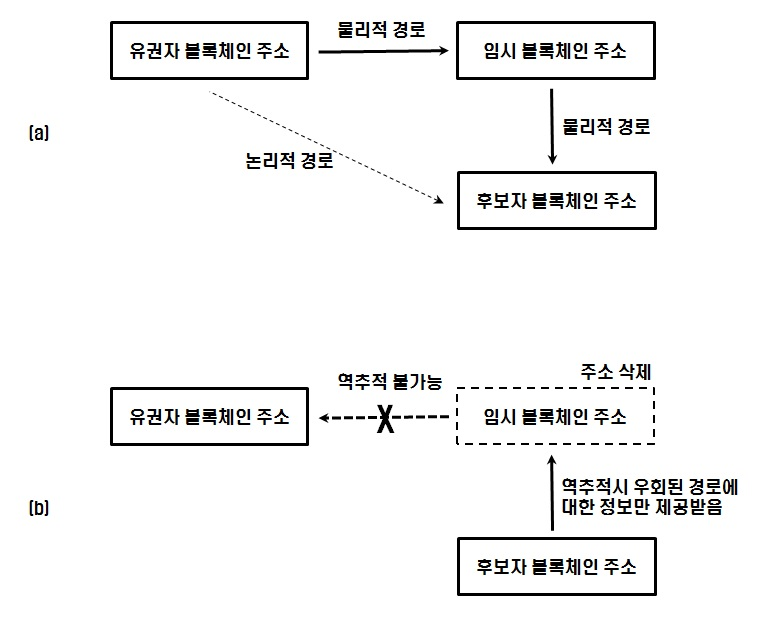 유권자 블록체인 주소
물리적 경로
임시 블록체인 주소
(a)
물리적 경로
논리적 경로
후보자 블록체인 주소
주소 삭제
역추적 불가능
유권자 블록체인 주소
X
임시 블록체인 주소
(b)
역추적시 우회된 경로에
대한 정보만 제공받음
후보자 블록체인 주소